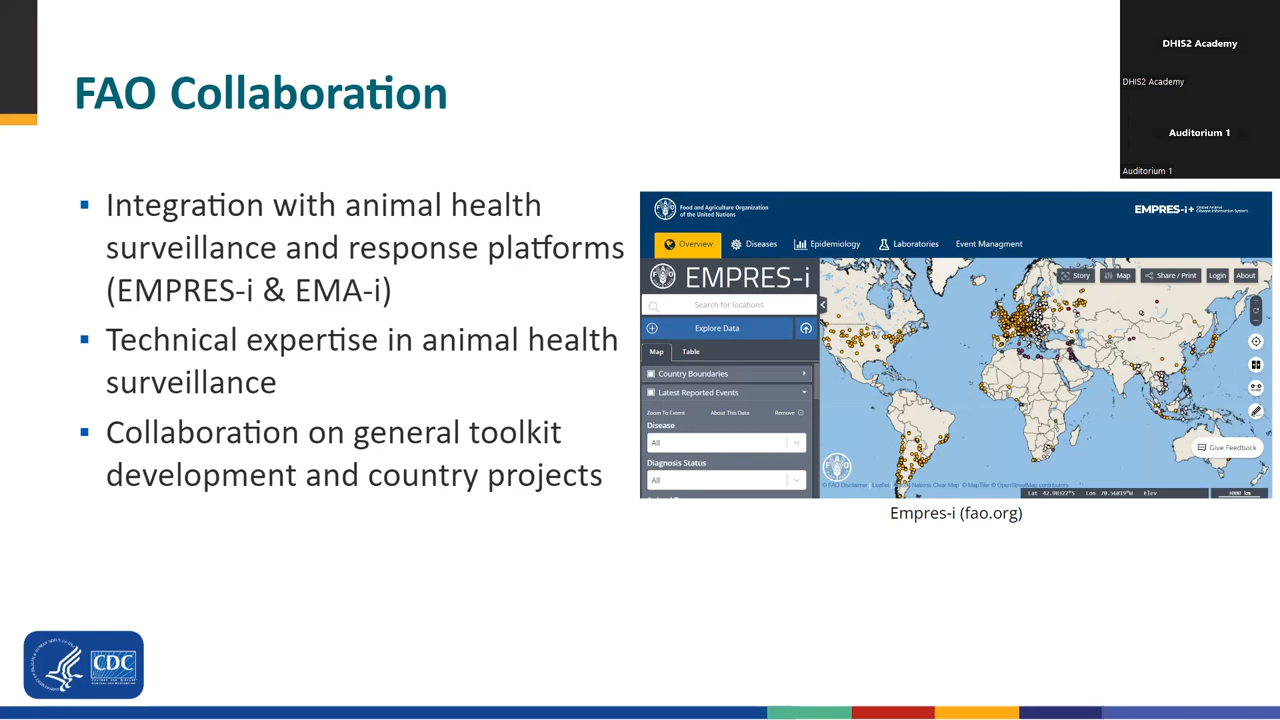 FAO Collaboration
DHIS2 Academy
DHIS2 Academy
Auditorium 1
Auditorium 1
▪ Integration with animal health
surveillance and response platforms
(EMPRES-i & EMA-i)
▪ Technical expertise in animal health
surveillance
▪ Collaboration on general toolkit
development and country projects
Food and Agriculture Organization
of the United Nations
EMPRES-i+ Global Animal
Disease Information System
Overview Diseases Epidemiology Laboratories Event Managment
EMPRES-i
Story Map Share / Print Login About
Search for locations
Explore Data
Map Table
Country Boundaries
Latest Reported Events
Zoom To Extent About This Data Remove
Disease
All
Diagnosis Status
All
Give Feedback
FAO Disclaimer | Leaflet | Nations Clear Map © MapTiler © OpenStreetMap contributors
Lat 42.98322°S Lon 70.56019°W Elev
3000 km
Empres-i (fao.org)
CDC